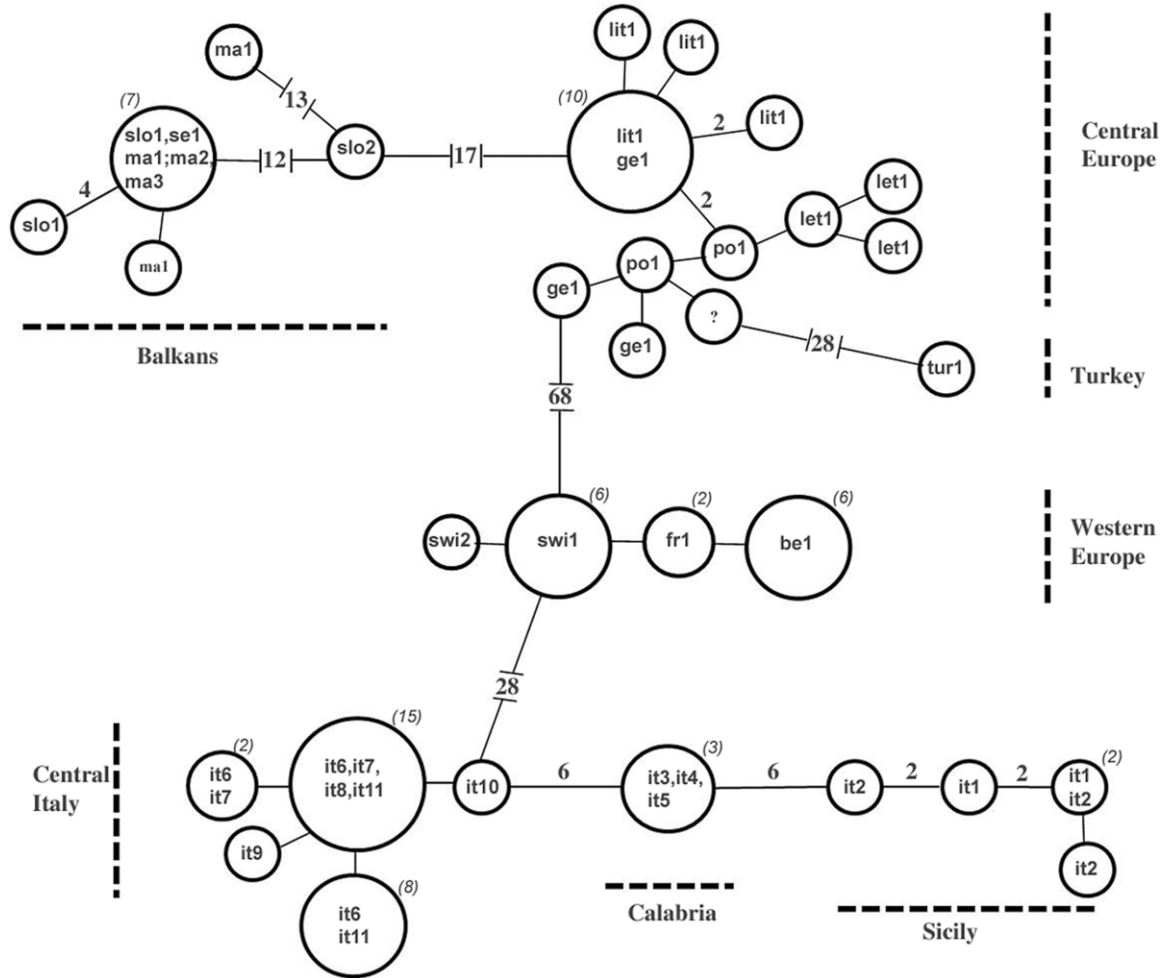 ma1
13
(7)
slo1,se1
ma1;ma2,
ma3
12
slo2
17
4
slo1
ma1
Balkans
lit1
lit1
(10)
lit1
ge1
2
lit1
2
let1
let1
let1
po1
po1
ge1
?
ge1
28
tur1
Central
Europe
Turkey
68
swi2
(6)
swi1
(2)
fr1
(6)
be1
Western
Europe
28
Central
Italy
(2)
it6
it7
(15)
it6,it7,
it8,it11
it10
6
(3)
it3,it4,
it5
6
it2
2
it1
2
(2)
it1
it2
it9
it2
(8)
it6
it11
Calabria
Sicily